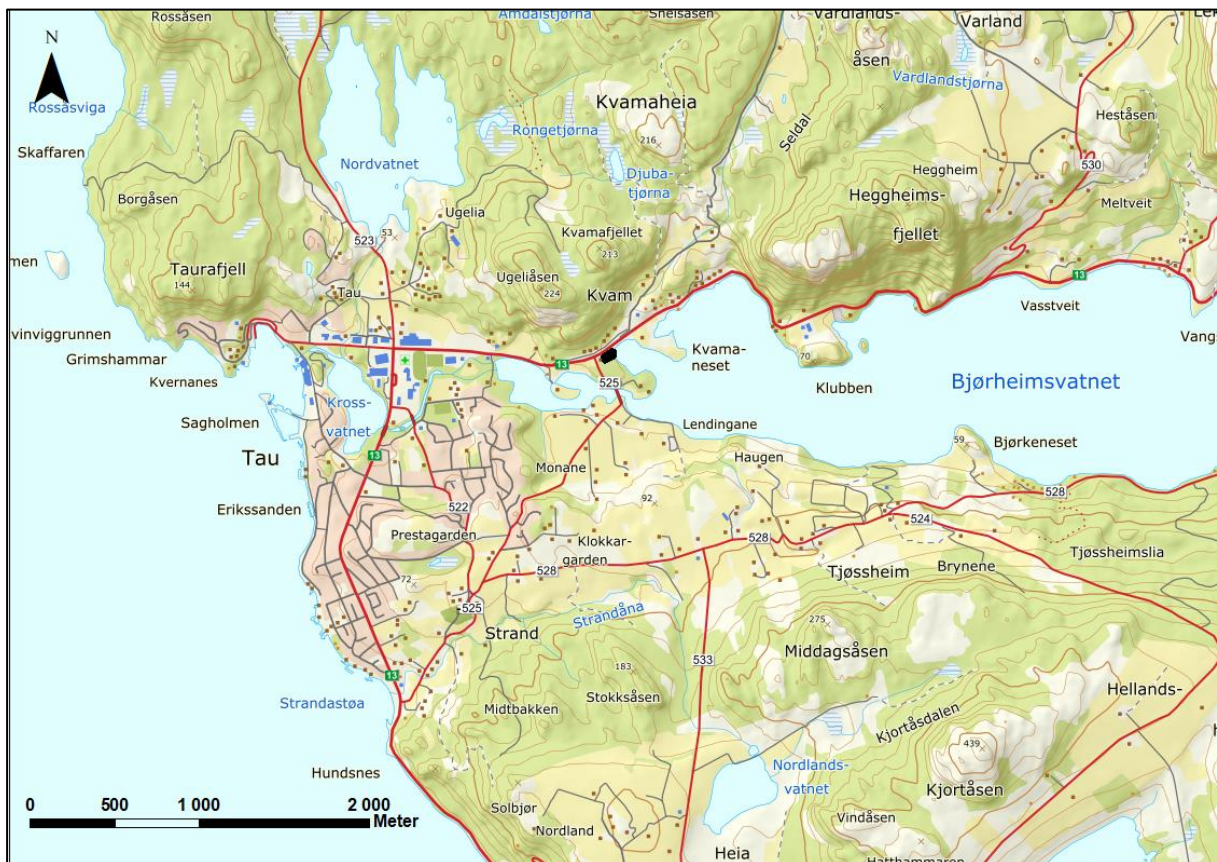 Rossåsen
Amdalstjørna
Snelsåsen
Vardlands-
åsen
Varland
N
Vardlandstjørna
Rossåsviga
Kvamaheia
216
Rongetjørna
Seldal
Heståsen
Skaffaren
Nordvatnet
Djuba-
tjørna
Heggheim
530
Borgåsen
Ugelia
Heggheims-
fjellet
Meltveit
523
53
Kvamafjellet
213
men
Taurafjell
144
Ugeliåsen
224
Kvam
13
Tau
Vasstveit
vinviggrunnen
Grimshammar
Kvernanes
13
Kvama-
neset
70
Vangs
525
Klubben
Bjørheimsvatnet
Sagholmen
Kross-
vatnet
Lendingane
Tau
13
Monane
Haugen
59
Bjørkeneset
Erikssanden
522
92
528
Prestagarden
Klokkar-
garden
528
524
528
Tjøssheimslia
72
Tjøssheim
Brynene
525
Strandåna
Strand
275
Middagsåsen
533
183
Stokksåsen
13
Strandastøa
Midtbakken
Hellands-
Kjortåsdalen
439
Hundsnes
Nordlands-
vatnet
Kjortåsen
0 500 1 000 2 000
Meter
Solbjør
Nordland
Vindåsen
Heia
Hatthammaren